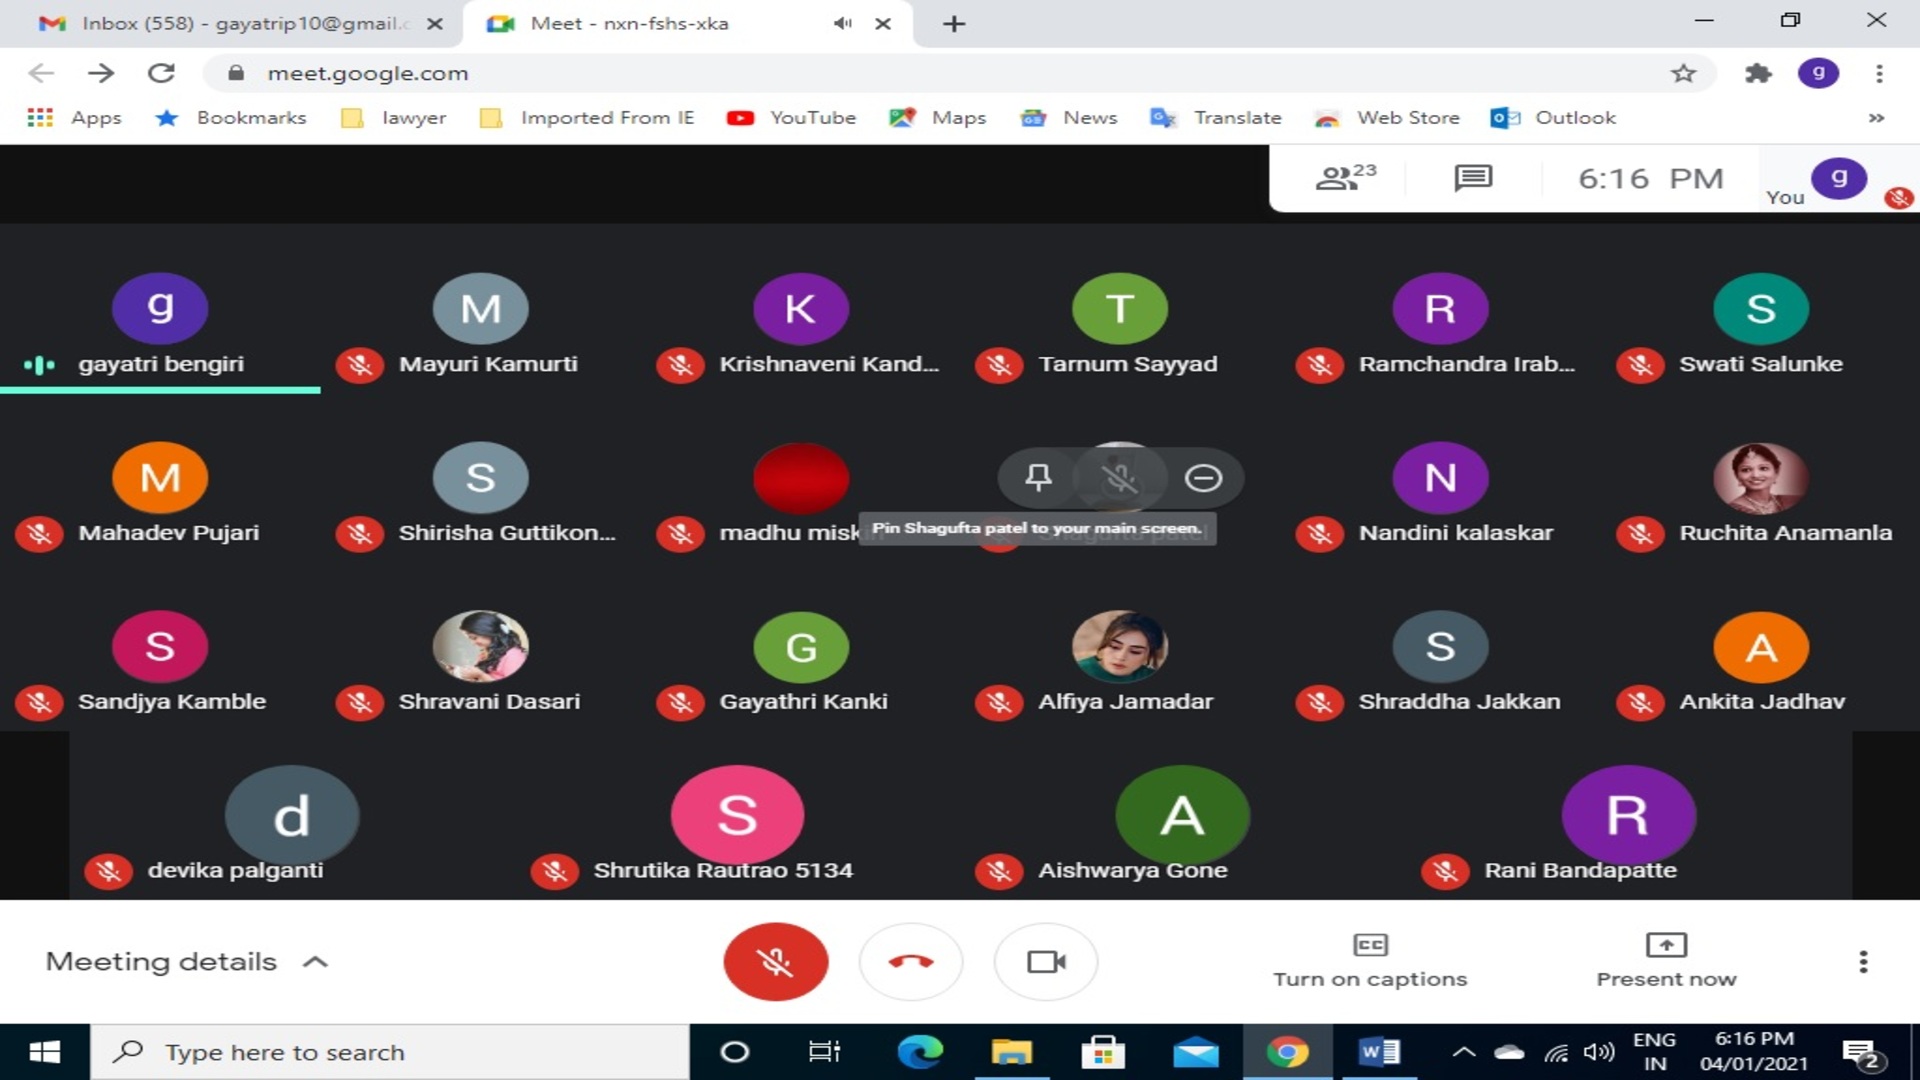 Inbox (558) - gayatrip10@gmail.c
Meet - nxn-fshs-xka
meet.google.com
g
Apps Bookmarks lawyer Imported From IE YouTube Maps News Translate Web Store Outlook »
23 6:16 PM You g
g M K T R S
gayatri bengiri Mayuri Kamurti Krishnaveni Kand... Tarnum Sayyad Ramchandra Irab... Swati Salunke
M S N
Mahadev Pujari Shirisha Guttikon... madhu miskin Pin Shagufta patel to your main screen. Shagufta patel Nandini kalaskar Ruchita Anamanla
S G S A
Sandjya Kamble Shravani Dasari Gayathri Kanki Alfiya Jamadar Shraddha Jakkan Ankita Jadhav
d S A R
devika palganti Shrutika Rautrao 5134 Aishwarya Gone Rani Bandapatte
Meeting details CC Turn on captions Present now
Type here to search ENG IN 6:16 PM 04/01/2021 2